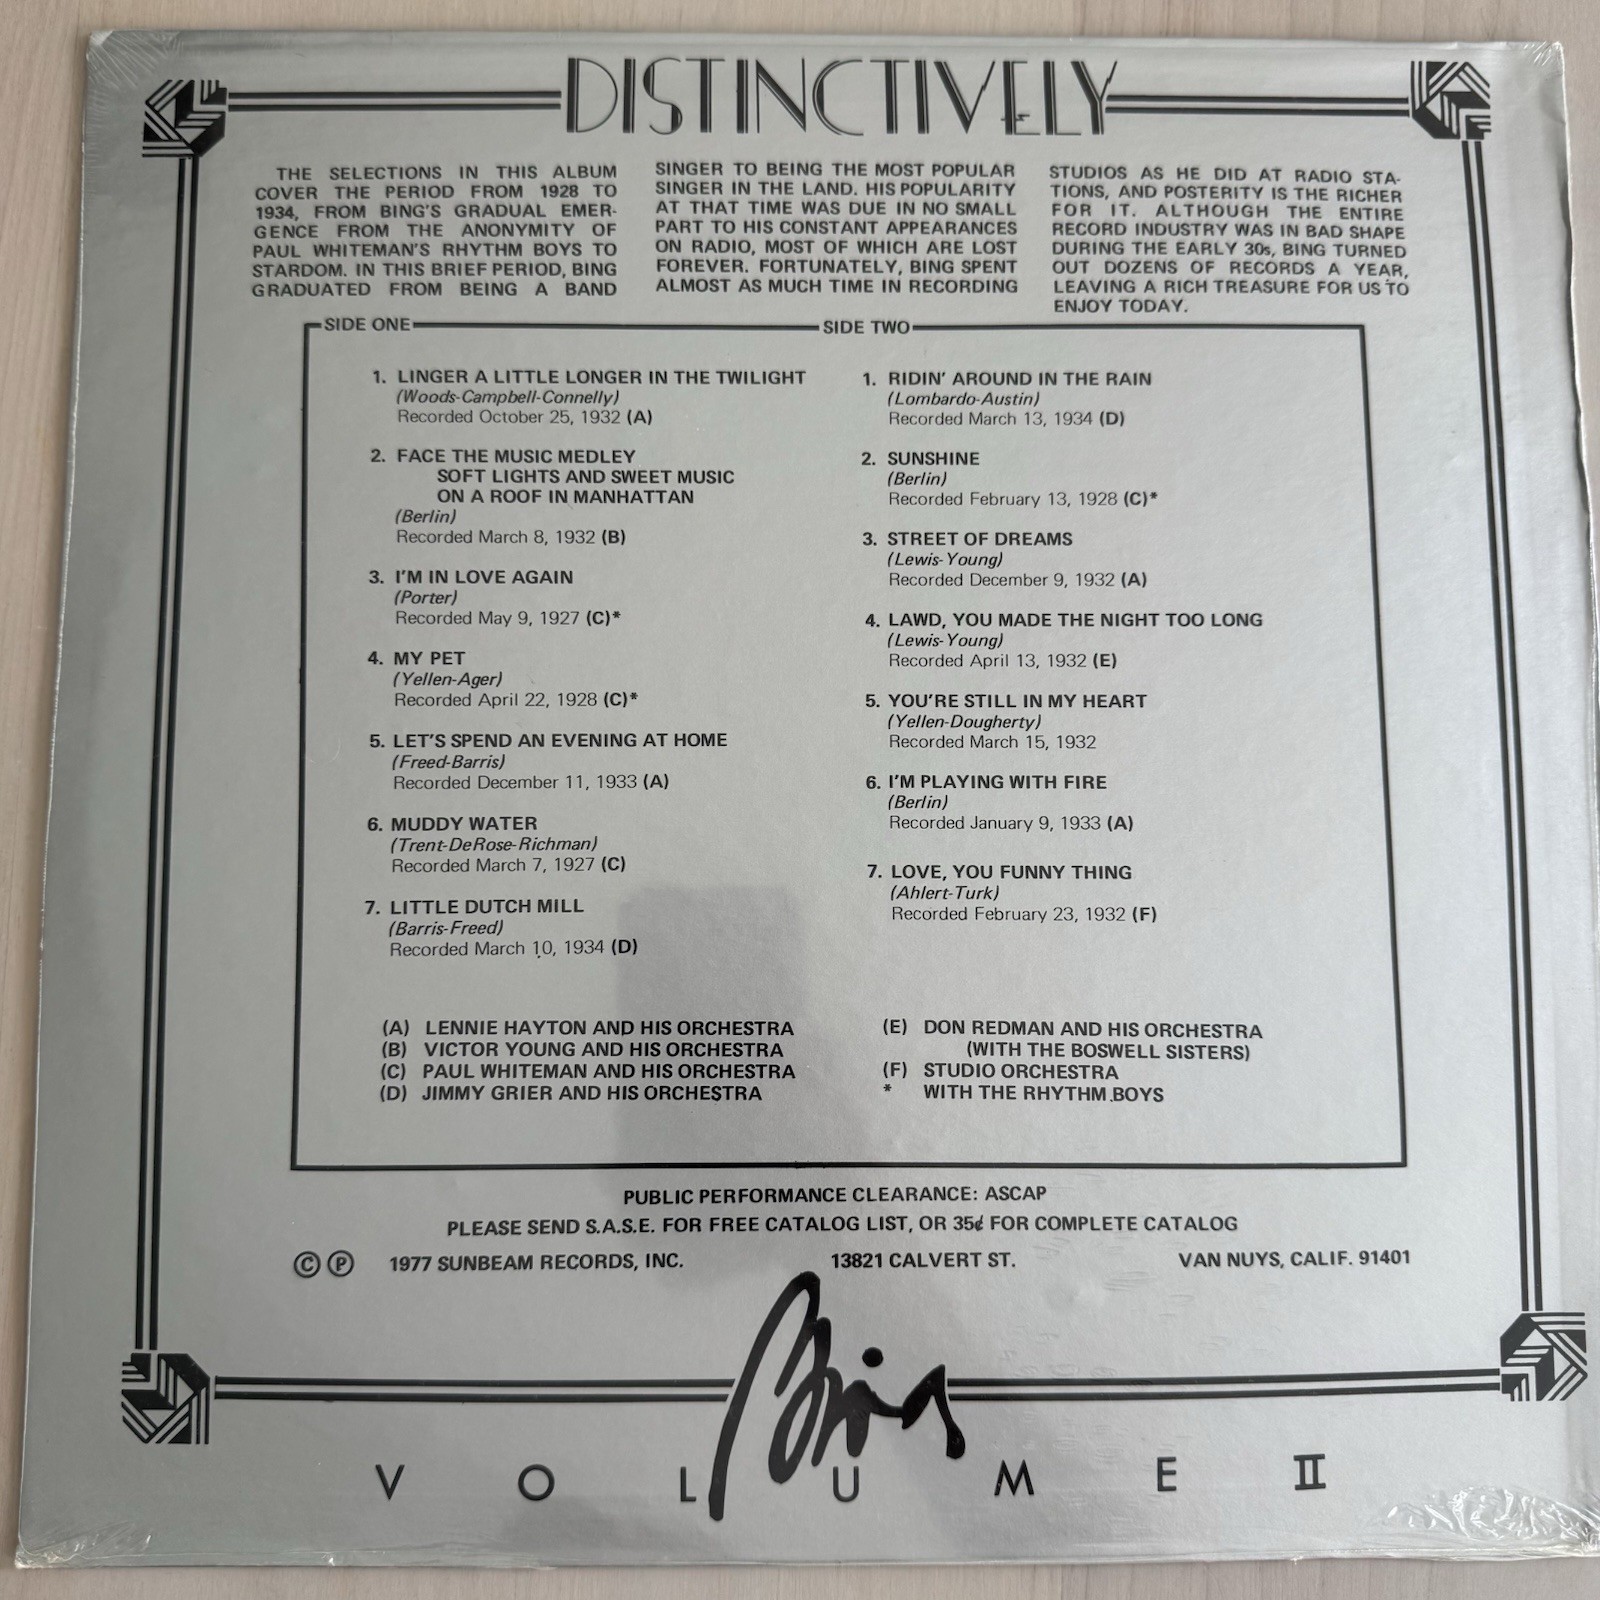 DISTINCTIVELY
THE SELECTIONS IN THIS ALBUM
COVER THE PERIOD FROM 1928 TO
1934, FROM BING'S GRADUAL EMER-
GENCE FROM THE ANONYMITY OF
PAUL WHITEMAN'S RHYTHM BOYS TO
STARDOM. IN THIS BRIEF PERIOD, BING
GRADUATED FROM BEING A BAND
SINGER TO BEING THE MOST POPULAR
SINGER IN THE LAND. HIS POPULARITY
AT THAT TIME WAS DUE IN NO SMALL
PART TO HIS CONSTANT APPEARANCES
ON RADIO, MOST OF WHICH ARE LOST
FOREVER. FORTUNATELY, BING SPENT
ALMOST AS MUCH TIME IN RECORDING
STUDIOS AS HE DID AT RADIO STA-
TIONS, AND POSTERITY IS THE RICHER
FOR IT. ALTHOUGH THE ENTIRE
RECORD INDUSTRY WAS IN BAD SHAPE
DURING THE EARLY 30s, BING TURNED
OUT DOZENS OF RECORDS A YEAR,
LEAVING A RICH TREASURE FOR US TO
ENJOY TODAY.
SIDE ONE
1. LINGER A LITTLE LONGER IN THE TWILIGHT
(Woods-Campbell-Connelly)
Recorded October 25, 1932 (A)
2. FACE THE MUSIC MEDLEY
SOFT LIGHTS AND SWEET MUSIC
ON A ROOF IN MANHATTAN
(Berlin)
Recorded March 8, 1932 (B)
3. I'M IN LOVE AGAIN
(Porter)
Recorded May 9, 1927 (C)*
4. MY PET
(Yellen-Ager)
Recorded April 22, 1928 (C)*
5. LET'S SPEND AN EVENING AT HOME
(Freed-Barris)
Recorded December 11, 1933 (A)
6. MUDDY WATER
(Trent-DeRose-Richman)
Recorded March 7, 1927 (C)
7. LITTLE DUTCH MILL
(Barris-Freed)
Recorded March 10, 1934 (D)
SIDE TWO
1. RIDIN' AROUND IN THE RAIN
(Lombardo-Austin)
Recorded March 13, 1934 (D)
2. SUNSHINE
(Berlin)
Recorded February 13, 1928 (C)*
3. STREET OF DREAMS
(Lewis-Young)
Recorded December 9, 1932 (A)
4. LAWD, YOU MADE THE NIGHT TOO LONG
(Lewis-Young)
Recorded April 13, 1932 (E)
5. YOU'RE STILL IN MY HEART
(Yellen-Dougherty)
Recorded March 15, 1932
6. I'M PLAYING WITH FIRE
(Berlin)
Recorded January 9, 1933 (A)
7. LOVE, YOU FUNNY THING
(Ahlert-Turk)
Recorded February 23, 1932 (F)
(A) LENNIE HAYTON AND HIS ORCHESTRA
(B) VICTOR YOUNG AND HIS ORCHESTRA
(C) PAUL WHITEMAN AND HIS ORCHESTRA
(D) JIMMY GRIER AND HIS ORCHESTRA
(E) DON REDMAN AND HIS ORCHESTRA
(WITH THE BOSWELL SISTERS)
(F) STUDIO ORCHESTRA
* WITH THE RHYTHM BOYS
PUBLIC PERFORMANCE CLEARANCE: ASCAP
PLEASE SEND S.A.S.E. FOR FREE CATALOG LIST, OR 35¢ FOR COMPLETE CATALOG
© ℗ 1977 SUNBEAM RECORDS, INC. 13821 CALVERT ST. VAN NUYS, CALIF. 91401
Bing
VOLUME II